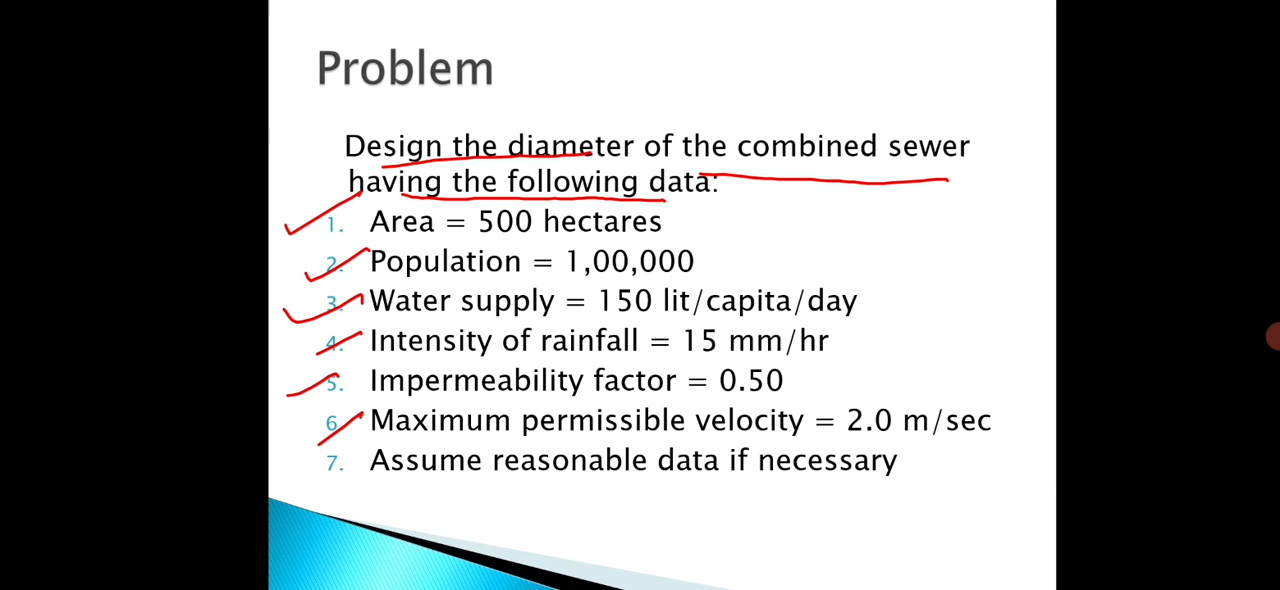 Problem
Design the diameter of the combined sewer
having the following data:
1. Area = 500 hectares
2. Population = 1,00,000
3. Water supply = 150 lit/capita/day
4. Intensity of rainfall = 15 mm/hr
5. Impermeability factor = 0.50
6. Maximum permissible velocity = 2.0 m/sec
7. Assume reasonable data if necessary